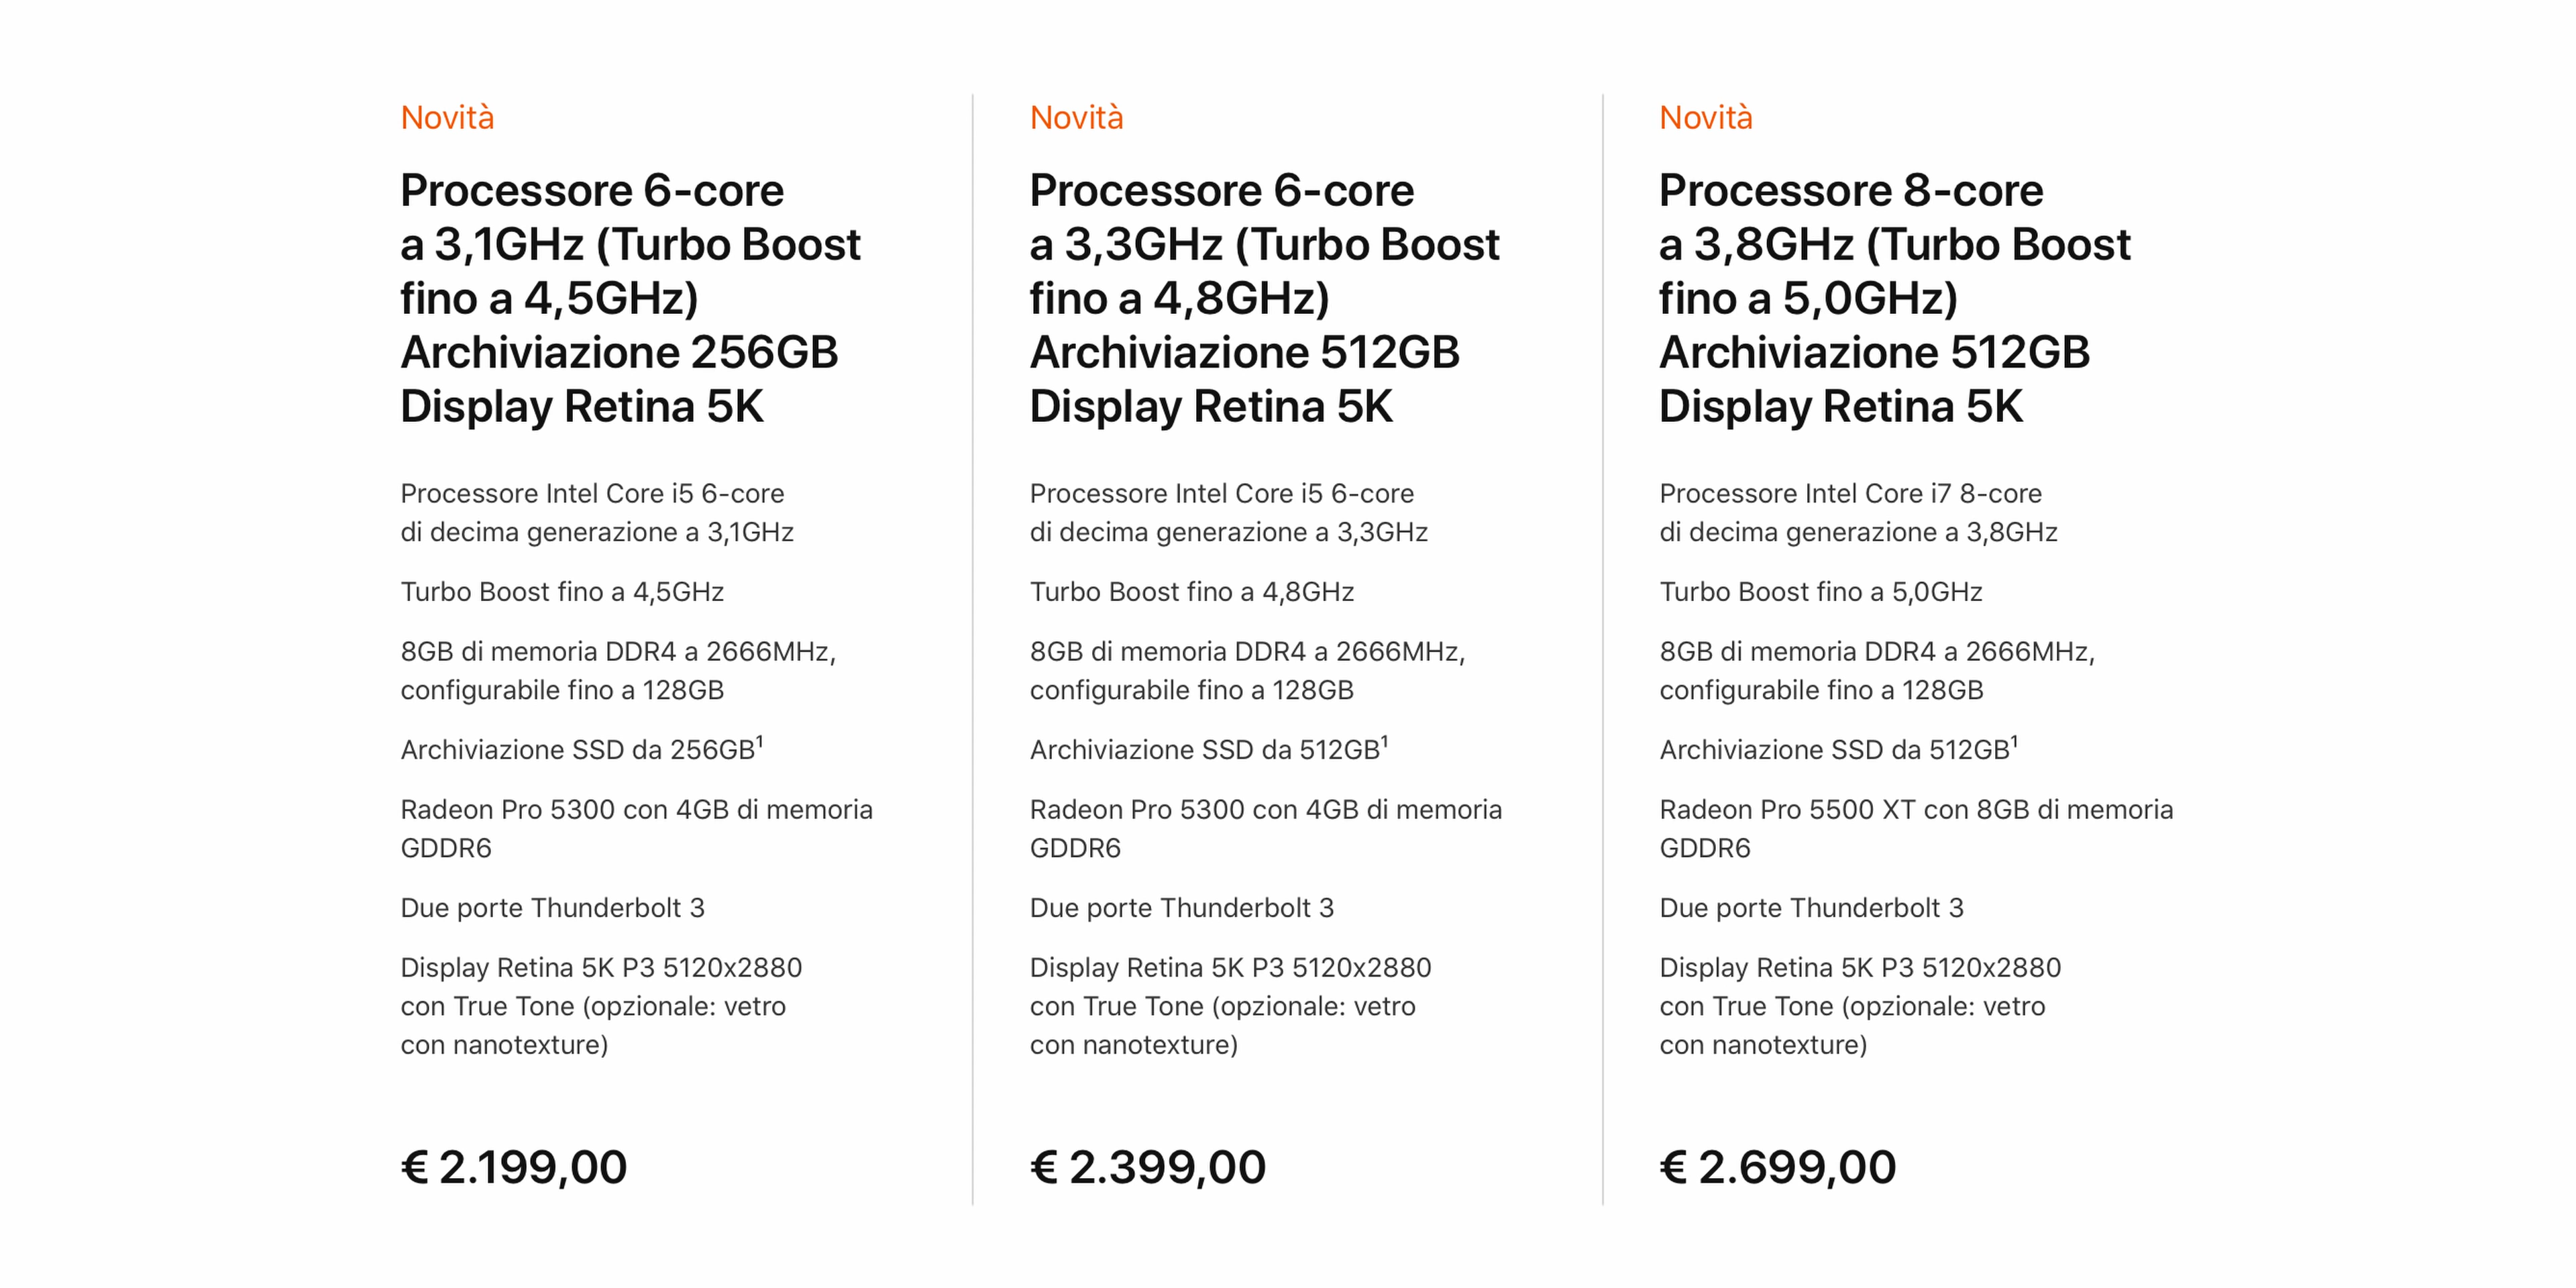 Novità
Processore 6-core
a 3,1GHz (Turbo Boost
fino a 4,5GHz)
Archiviazione 256GB
Display Retina 5K
Processore Intel Core i5 6-core
di decima generazione a 3,1GHz
Turbo Boost fino a 4,5GHz
8GB di memoria DDR4 a 2666MHz,
configurabile fino a 128GB
Archiviazione SSD da 256GB¹
Radeon Pro 5300 con 4GB di memoria
GDDR6
Due porte Thunderbolt 3
Display Retina 5K P3 5120x2880
con True Tone (opzionale: vetro
con nanotexture)
€ 2.199,00
Novità
Processore 6-core
a 3,3GHz (Turbo Boost
fino a 4,8GHz)
Archiviazione 512GB
Display Retina 5K
Processore Intel Core i5 6-core
di decima generazione a 3,3GHz
Turbo Boost fino a 4,8GHz
8GB di memoria DDR4 a 2666MHz,
configurabile fino a 128GB
Archiviazione SSD da 512GB¹
Radeon Pro 5300 con 4GB di memoria
GDDR6
Due porte Thunderbolt 3
Display Retina 5K P3 5120x2880
con True Tone (opzionale: vetro
con nanotexture)
€ 2.399,00
Novità
Processore 8-core
a 3,8GHz (Turbo Boost
fino a 5,0GHz)
Archiviazione 512GB
Display Retina 5K
Processore Intel Core i7 8-core
di decima generazione a 3,8GHz
Turbo Boost fino a 5,0GHz
8GB di memoria DDR4 a 2666MHz,
configurabile fino a 128GB
Archiviazione SSD da 512GB¹
Radeon Pro 5500 XT con 8GB di memoria
GDDR6
Due porte Thunderbolt 3
Display Retina 5K P3 5120x2880
con True Tone (opzionale: vetro
con nanotexture)
€ 2.699,00